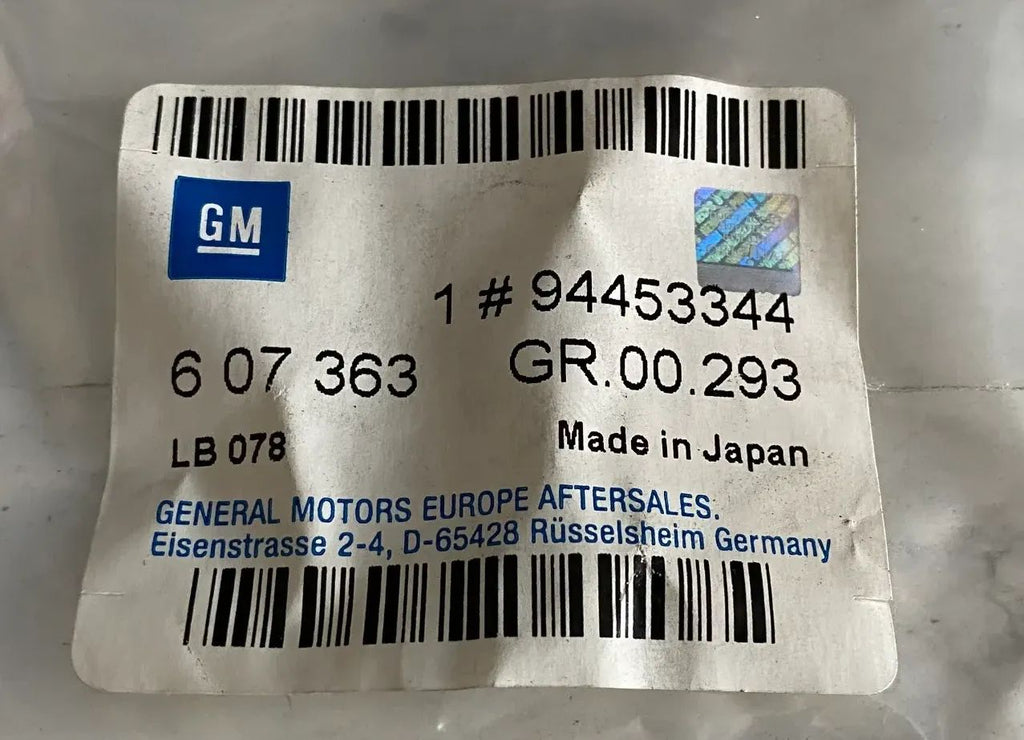 GM
1 # 94453344
6 07 363 GR.00.293
LB 078 Made in Japan
GENERAL MOTORS EUROPE AFTERSALES.
Eisenstrasse 2-4, D-65428 Rüsselsheim Germany